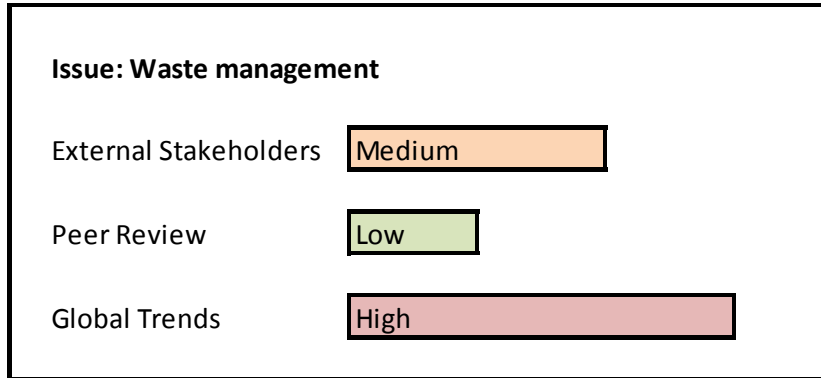 Issue: Waste management
External Stakeholders Medium
Peer Review Low
Global Trends High